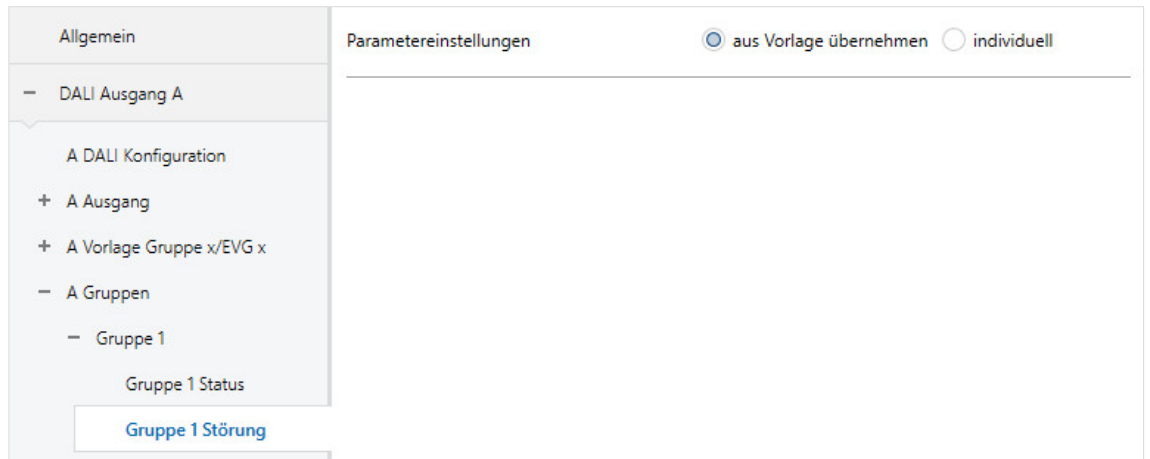 Allgemein
Parametereinstellungen aus Vorlage übernehmen individuell
DALI Ausgang A
A DALI Konfiguration
A Ausgang
A Vorlage Gruppe x/EVG x
A Gruppen
Gruppe 1
Gruppe 1 Status
Gruppe 1 Störung